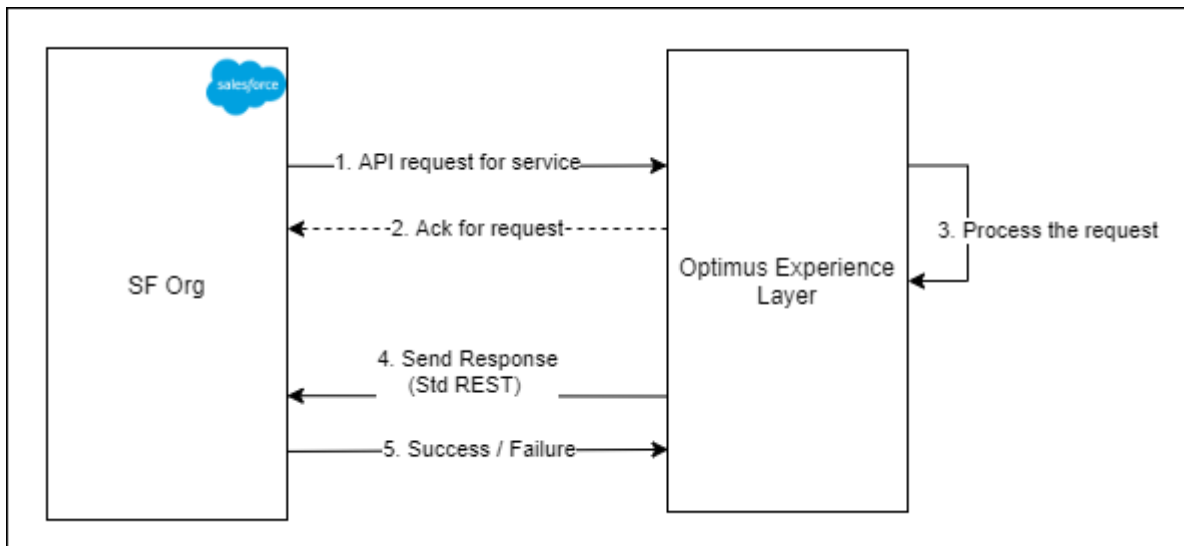 salesforce
1. API request for service
2. Ack for request
3. Process the request
SF Org
Optimus Experience
Layer
4. Send Response
(Std REST)
5. Success / Failure